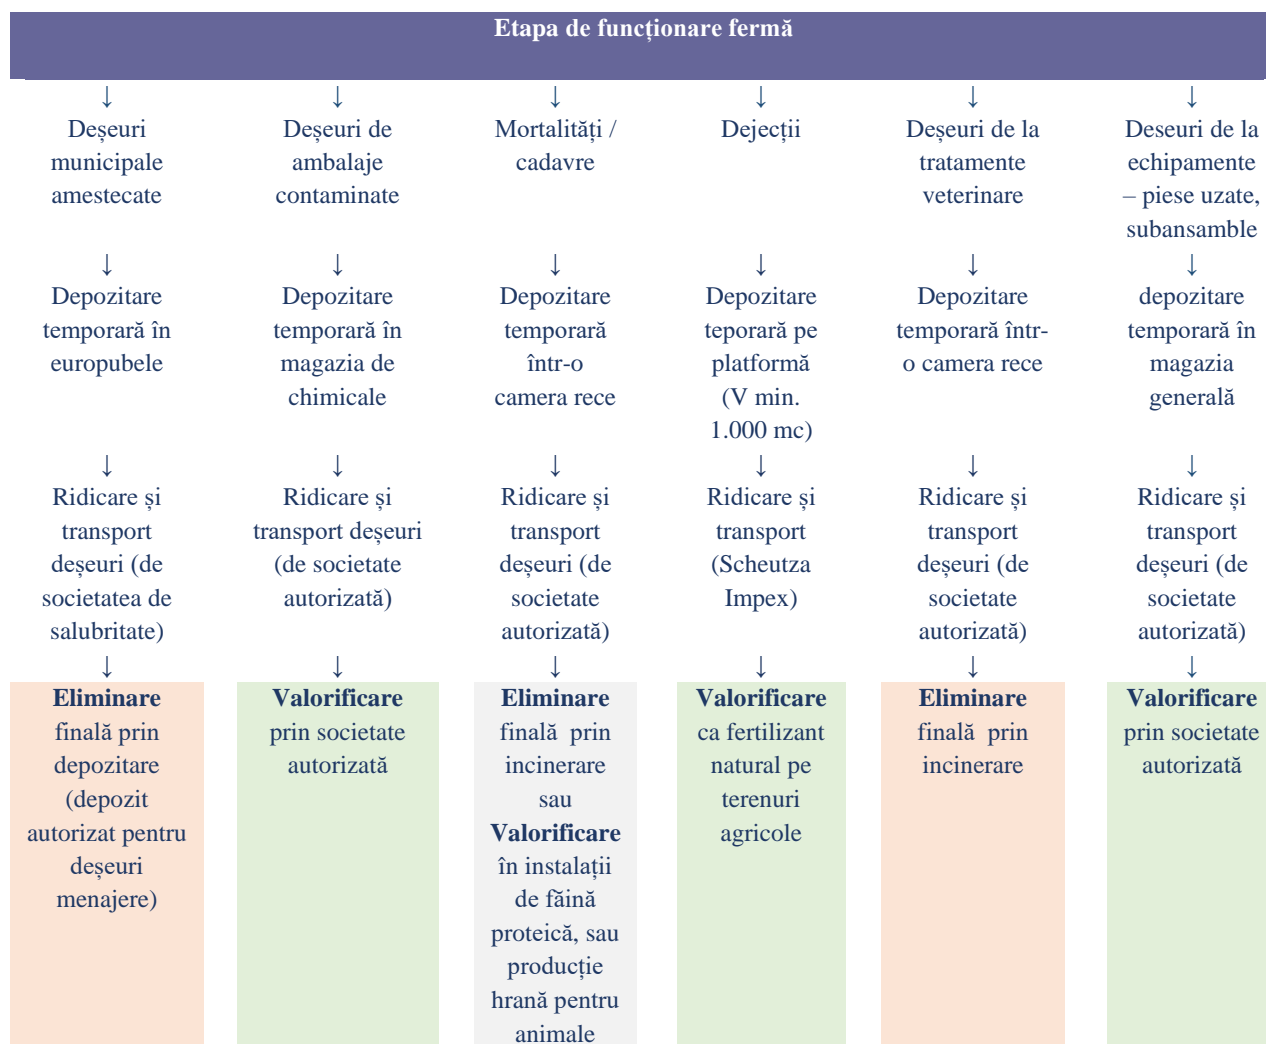 Etapa de funcționare fermă
↓ ↓ ↓ ↓ ↓ ↓
Deșeuri
municipale
amestecate
Deșeuri de
ambalaje
contaminate
Mortalități /
cadavre
Dejecții
Deșeuri de la
tratamente
veterinare
Deseuri de la
echipamente
– piese uzate,
subansamble
↓ ↓ ↓ ↓ ↓ ↓
Depozitare
temporară în
europubele
Depozitare
temporară în
magazia de
chimicale
Depozitare
temporară
într-o
camera rece
Depozitare
teporară pe
platformă
(V min.
1.000 mc)
Depozitare
temporară într-
o camera rece
depozitare
temporară în
magazia
generală
↓ ↓ ↓ ↓ ↓ ↓
Ridicare și
transport
deșeuri (de
societatea de
salubritate)
Ridicare și
transport deșeuri
(de societate
autorizată)
Ridicare și
transport
deșeuri (de
societate
autorizată)
Ridicare și
transport
(Scheutza
Impex)
Ridicare și
transport
deșeuri (de
societate
autorizată)
Ridicare și
transport
deșeuri (de
societate
autorizată)
↓ ↓ ↓ ↓ ↓ ↓
Eliminare
finală prin
depozitare
(depozit
autorizat pentru
deșeuri
menajere)
Valorificare
prin societate
autorizată
Eliminare
finală prin
incinerare
sau
Valorificare
în instalații
de făină
proteică, sau
producție
hrană pentru
animale
Valorificare
ca fertilizant
natural pe
terenuri
agricole
Eliminare
finală prin
incinerare
Valorificare
prin societate
autorizată